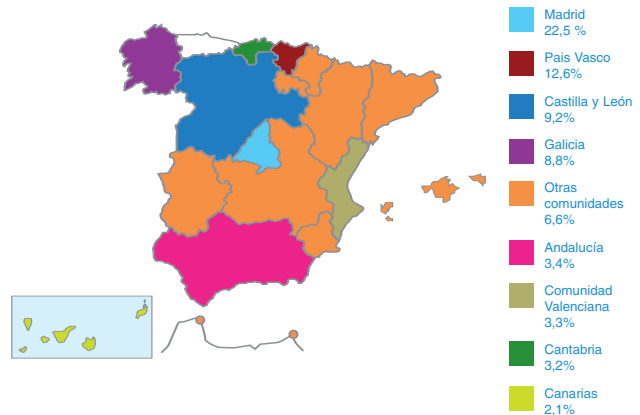 Madrid
22,5 %
Pais Vasco
12,6%
Castilla y León
9,2%
Galicia
8,8%
Otras
comunidades
6,6%
Andalucía
3,4%
Comunidad
Valenciana
3,3%
Cantabria
3,2%
Canarias
2,1%